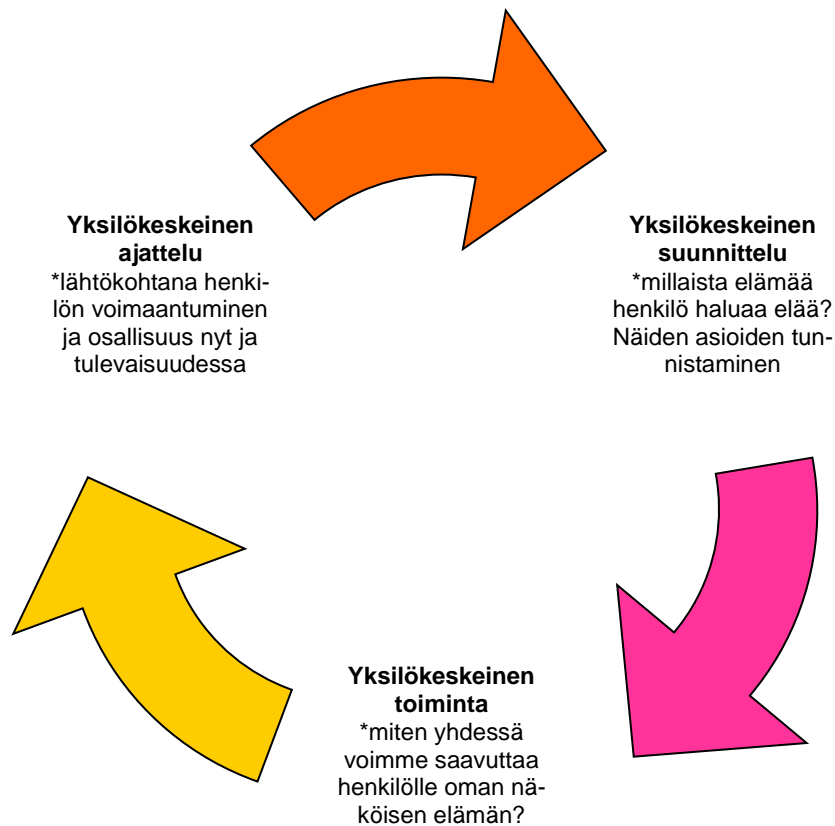 Yksilökeskeinen
ajattelu
*lähtökohtana henki-
lön voimaantuminen
ja osallisuus nyt ja
tulevaisuudessa
Yksilökeskeinen
suunnittelu
*millaista elämää
henkilö haluaa elää?
Näiden asioiden tun-
nistaminen
Yksilökeskeinen
toiminta
*miten yhdessä
voimme saavuttaa
henkilölle oman nä-
köisen elämän?